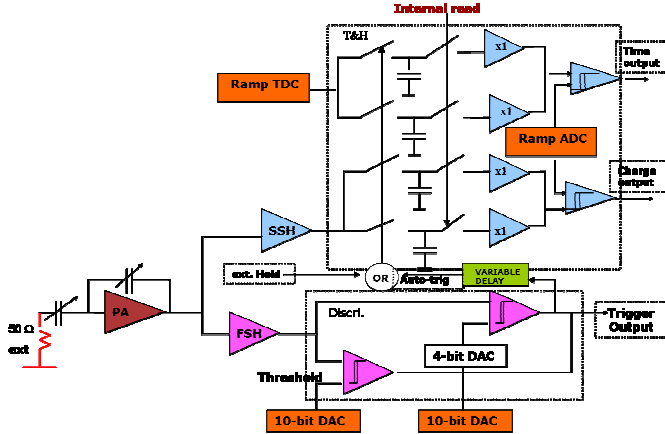 Internal read
T&H
x1
Time
output
Ramp TDC
x1
Ramp ADC
x1
Charge
output
SSH
x1
ext. Hold
OR
Auto-trig
VARIABLE
DELAY
50 Ω
ext
PA
FSH
Discri.
Trigger
Output
4-bit DAC
Threshold
10-bit DAC
10-bit DAC